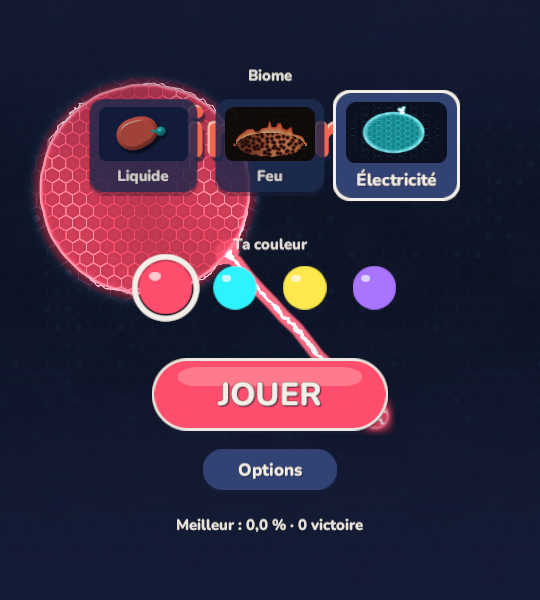 Biome
Liquide
Feu
Électricité
Ta couleur
JOUER
Options
Meilleur : 0,0 % · 0 victoire